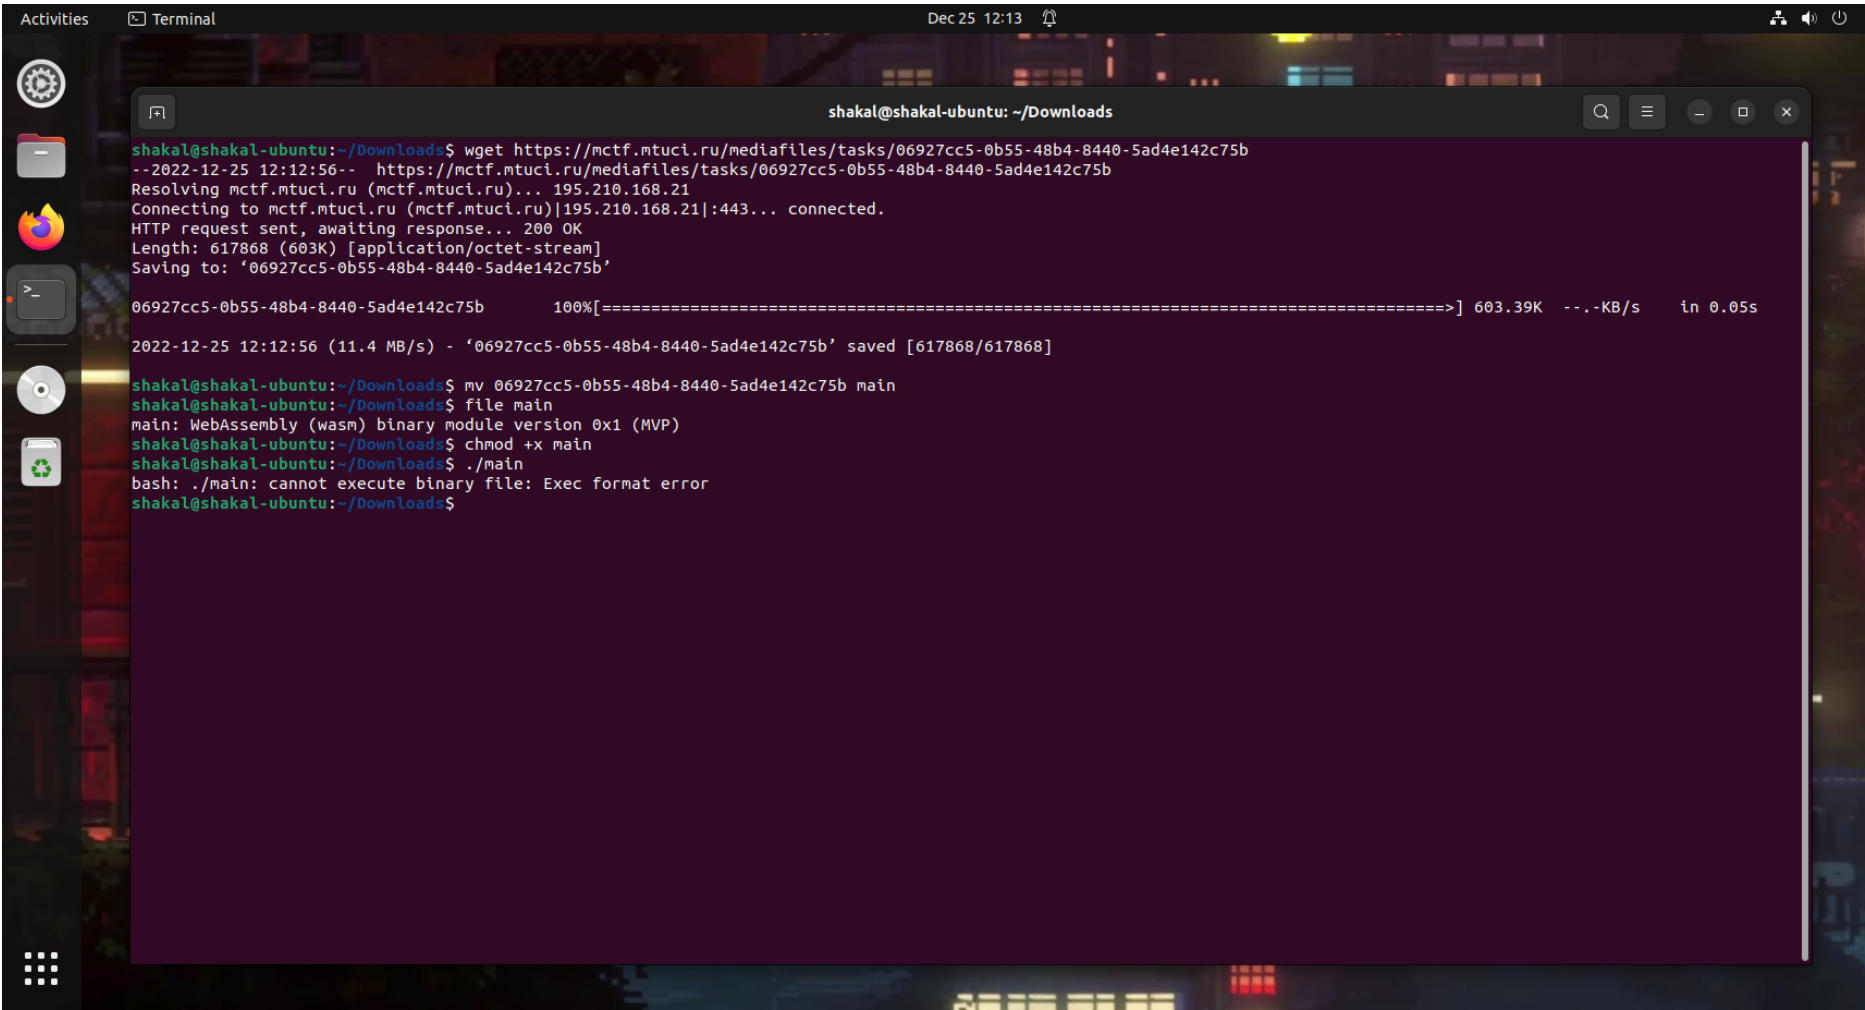 Activities Terminal Dec 25 12:13
shakal@shakal-ubuntu: ~/Downloads
shakal@shakal-ubuntu:~/Downloads$ wget https://mctf.mtuci.ru/mediafiles/tasks/06927cc5-0b55-48b4-8440-5ad4e142c75b
--2022-12-25 12:12:56--  https://mctf.mtuci.ru/mediafiles/tasks/06927cc5-0b55-48b4-8440-5ad4e142c75b
Resolving mctf.mtuci.ru (mctf.mtuci.ru)... 195.210.168.21
Connecting to mctf.mtuci.ru (mctf.mtuci.ru)|195.210.168.21|:443... connected.
HTTP request sent, awaiting response... 200 OK
Length: 617868 (603K) [application/octet-stream]
Saving to: ‘06927cc5-0b55-48b4-8440-5ad4e142c75b’
06927cc5-0b55-48b4-8440-5ad4e142c75b       100%[======================================================================================>] 603.39K  --.-KB/s    in 0.05s
2022-12-25 12:12:56 (11.4 MB/s) - ‘06927cc5-0b55-48b4-8440-5ad4e142c75b’ saved [617868/617868]
shakal@shakal-ubuntu:~/Downloads$ mv 06927cc5-0b55-48b4-8440-5ad4e142c75b main
shakal@shakal-ubuntu:~/Downloads$ file main
main: WebAssembly (wasm) binary module version 0x1 (MVP)
shakal@shakal-ubuntu:~/Downloads$ chmod +x main
shakal@shakal-ubuntu:~/Downloads$ ./main
bash: ./main: cannot execute binary file: Exec format error
shakal@shakal-ubuntu:~/Downloads$